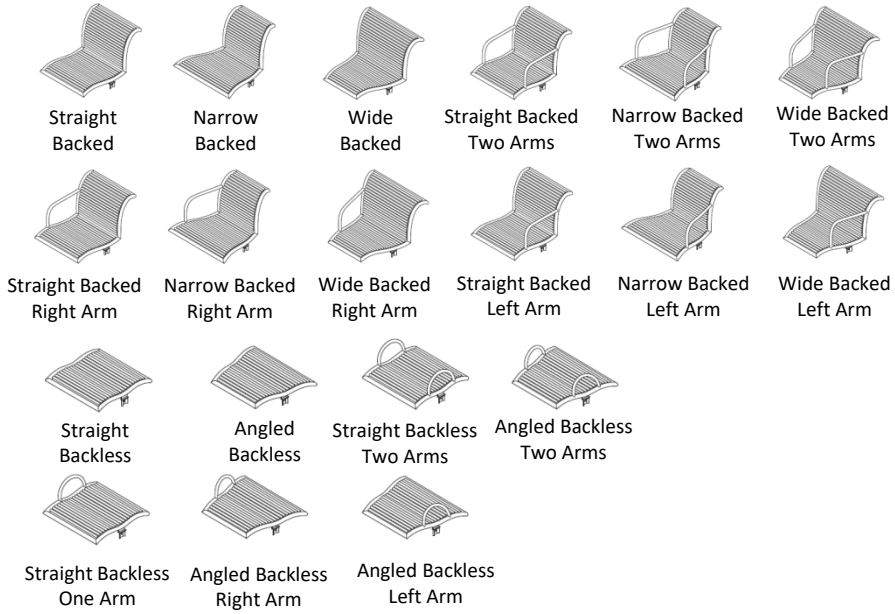 Straight
Backed
Narrow
Backed
Wide
Backed
Straight Backed
Two Arms
Narrow Backed
Two Arms
Wide Backed
Two Arms
Straight Backed
Right Arm
Narrow Backed
Right Arm
Wide Backed
Right Arm
Straight Backed
Left Arm
Narrow Backed
Left Arm
Wide Backed
Left Arm
Straight
Backless
Angled
Backless
Straight Backless
Two Arms
Angled Backless
Two Arms
Straight Backless
One Arm
Angled Backless
Right Arm
Angled Backless
Left Arm